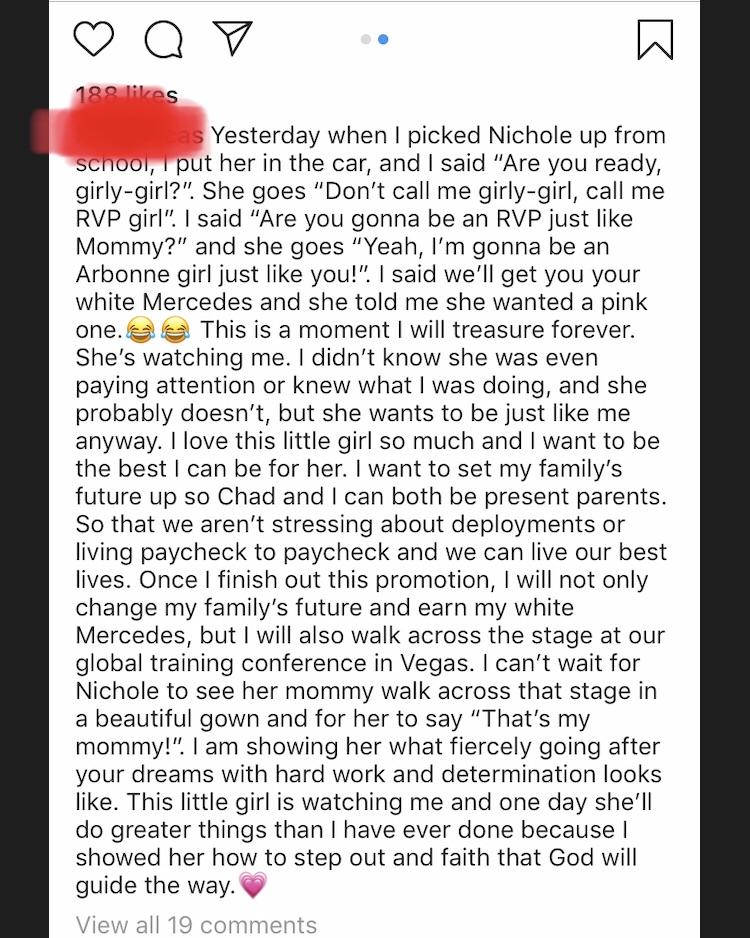 188 likes
as Yesterday when I picked Nichole up from
school, I put her in the car, and I said “Are you ready,
girly-girl?”. She goes “Don’t call me girly-girl, call me
RVP girl”. I said “Are you gonna be an RVP just like
Mommy?” and she goes “Yeah, I’m gonna be an
Arbonne girl just like you!”. I said we’ll get you your
white Mercedes and she told me she wanted a pink
one.😂😂 This is a moment I will treasure forever.
She’s watching me. I didn’t know she was even
paying attention or knew what I was doing, and she
probably doesn’t, but she wants to be just like me
anyway. I love this little girl so much and I want to be
the best I can be for her. I want to set my family’s
future up so Chad and I can both be present parents.
So that we aren’t stressing about deployments or
living paycheck to paycheck and we can live our best
lives. Once I finish out this promotion, I will not only
change my family’s future and earn my white
Mercedes, but I will also walk across the stage at our
global training conference in Vegas. I can’t wait for
Nichole to see her mommy walk across that stage in
a beautiful gown and for her to say “That’s my
mommy!”. I am showing her what fiercely going after
your dreams with hard work and determination looks
like. This little girl is watching me and one day she’ll
do greater things than I have ever done because I
showed her how to step out and faith that God will
guide the way.💗
View all 19 comments